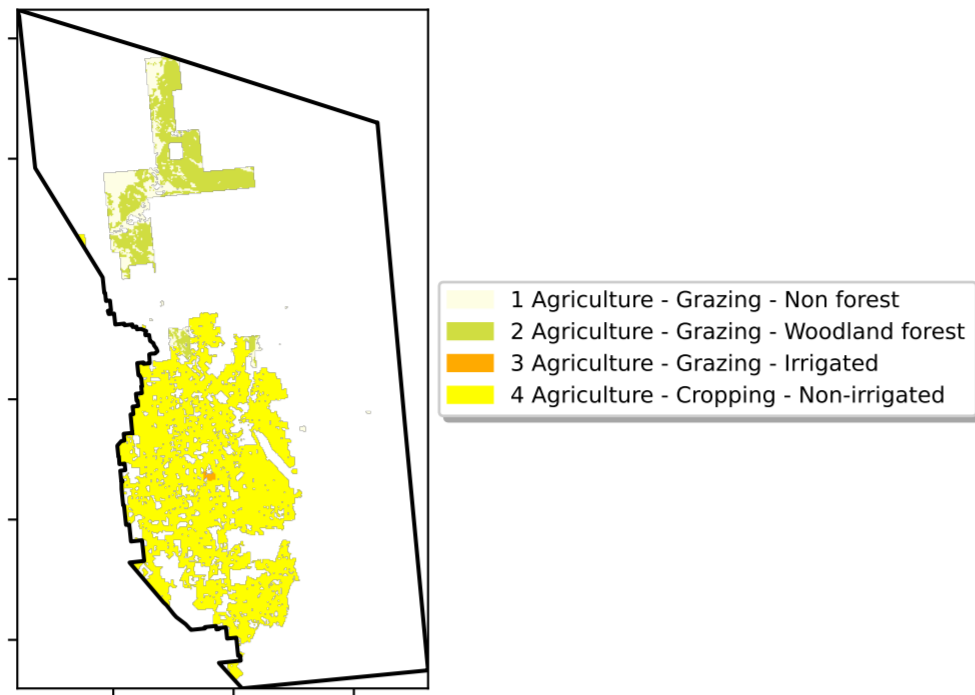 1 Agriculture - Grazing - Non forest
2 Agriculture - Grazing - Woodland forest
3 Agriculture - Grazing - Irrigated
4 Agriculture - Cropping - Non-irrigated